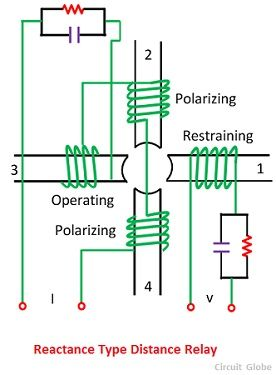 2
Polarizing
Restraining
3
1
Operating
Polarizing
4
I
v
Reactance Type Distance Relay
Circuit Globe